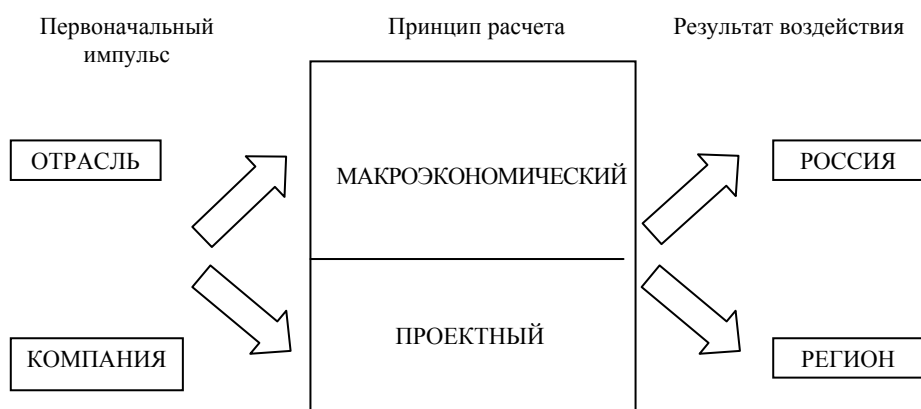 Первоначальный
импульс
Принцип расчета
Результат воздействия
ОТРАСЛЬ
МАКРОЭКОНОМИЧЕСКИЙ
РОССИЯ
КОМПАНИЯ
ПРОЕКТНЫЙ
РЕГИОН